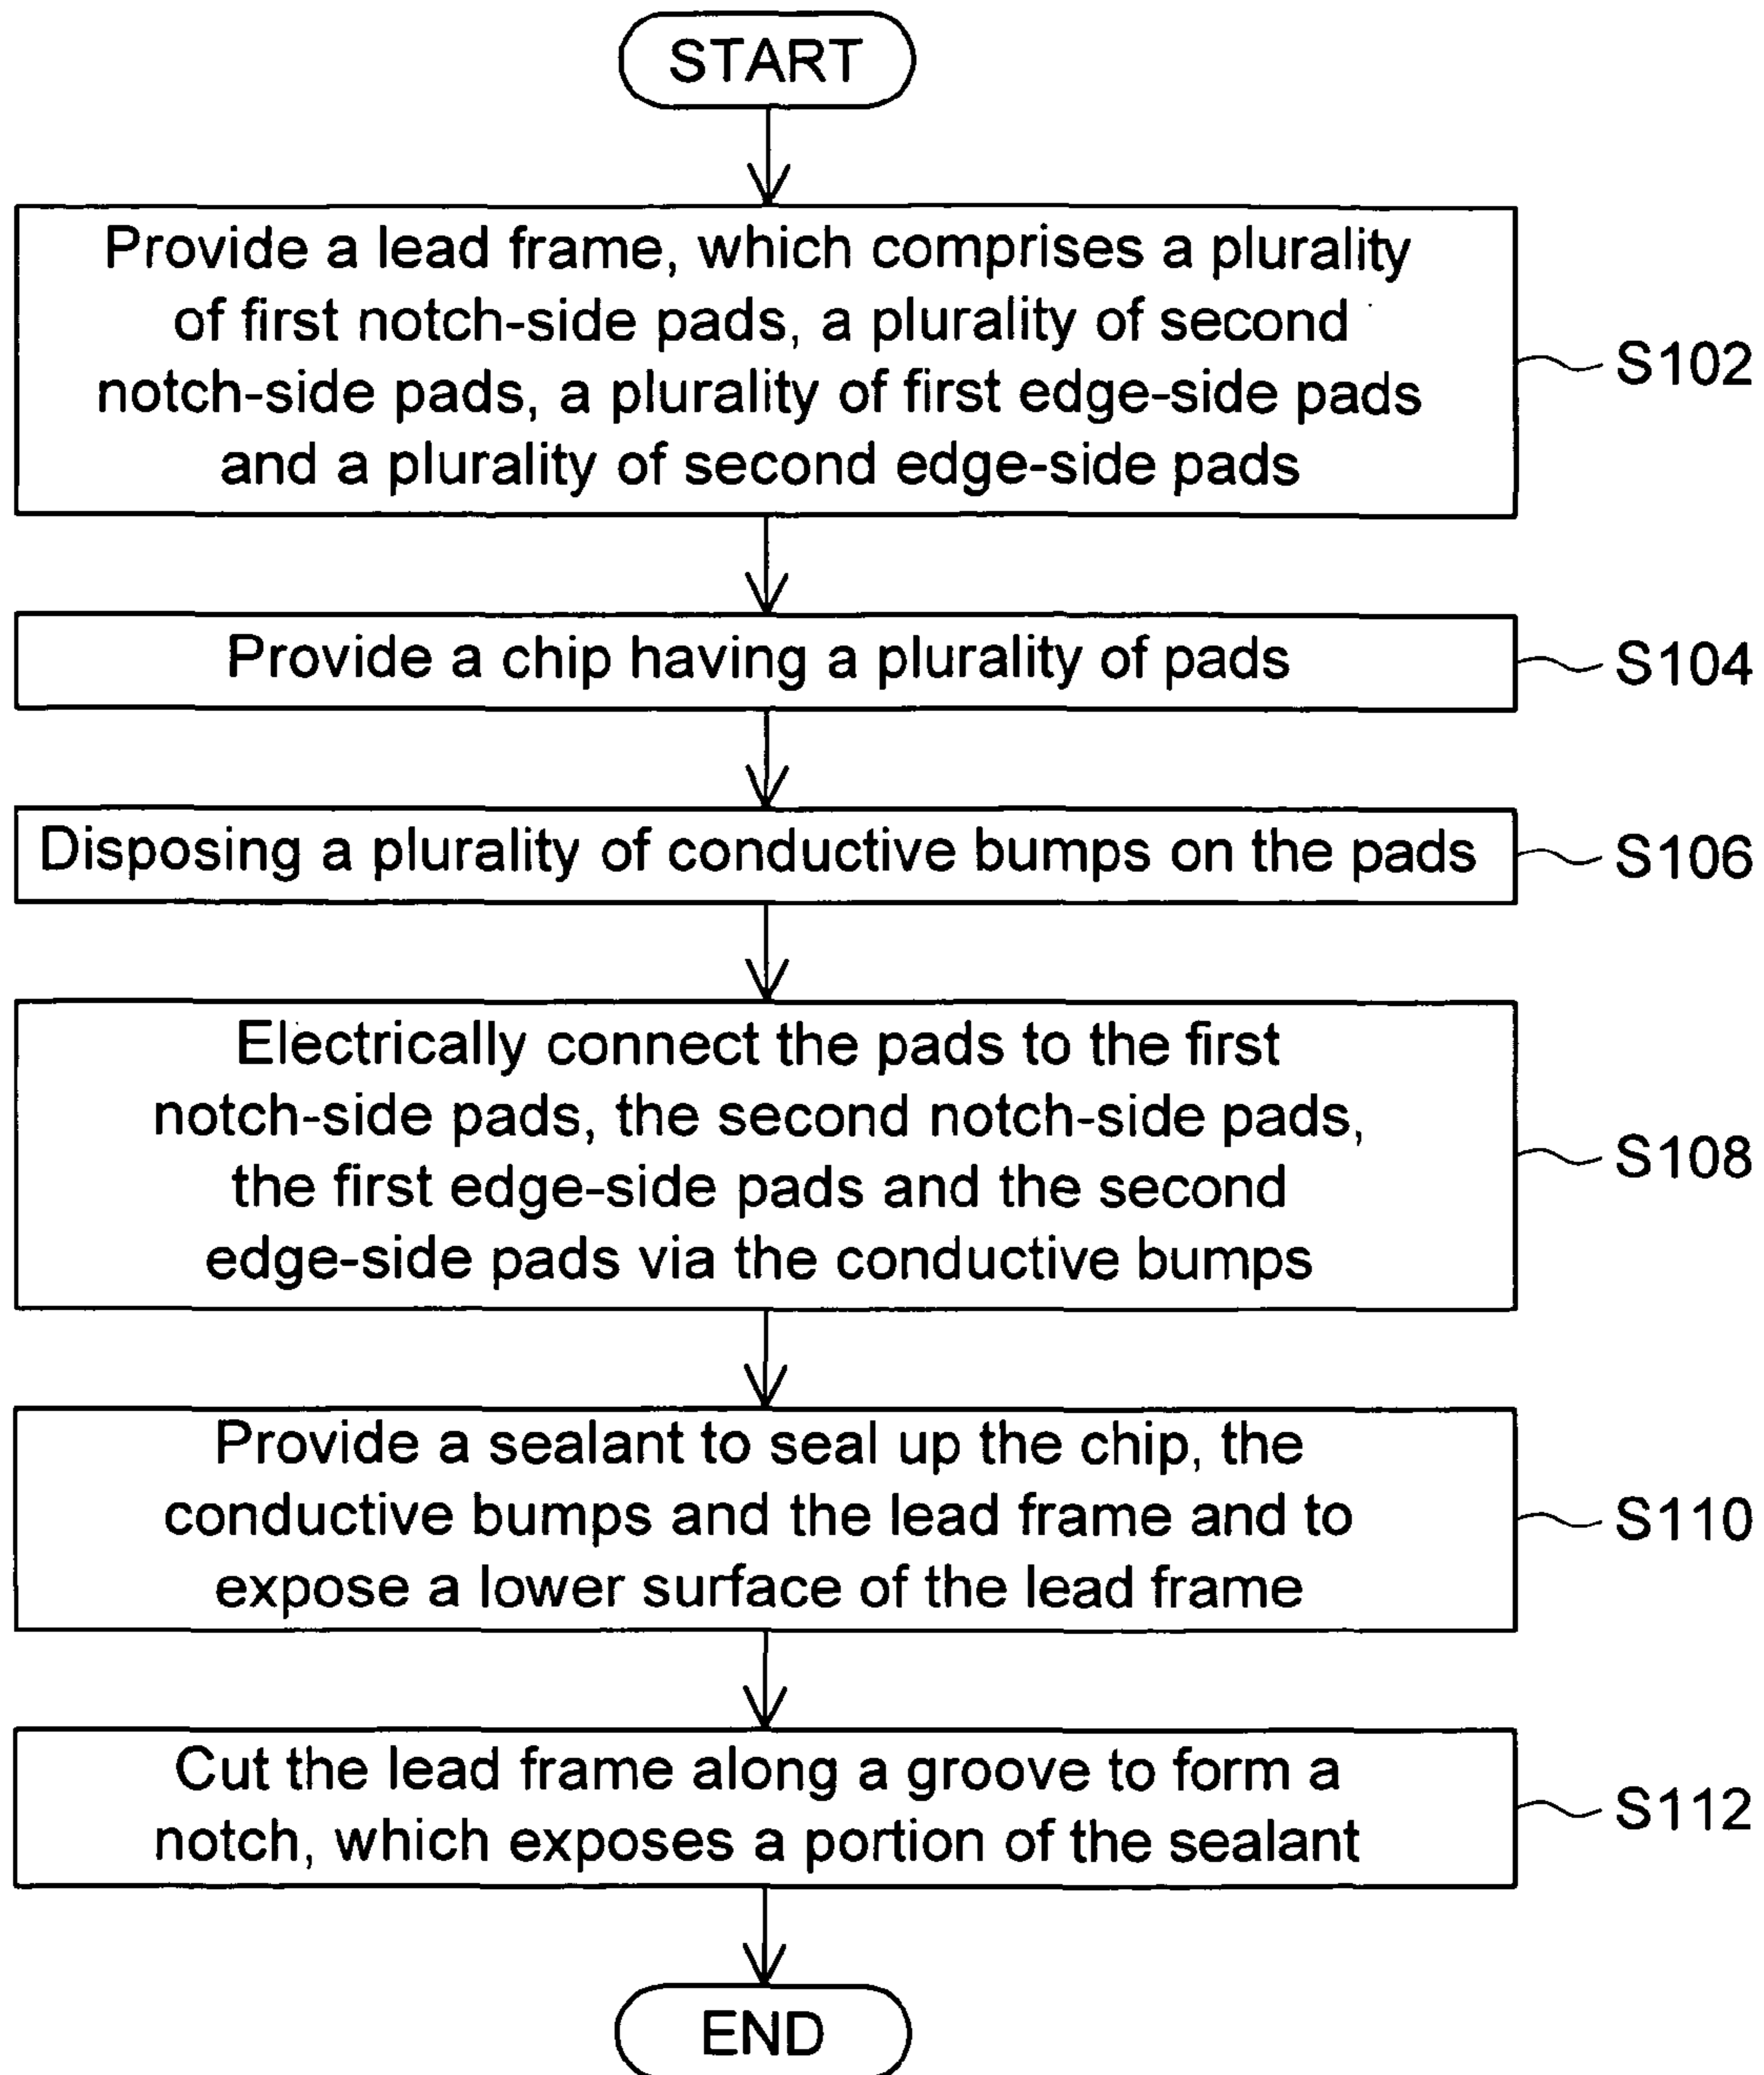 START
Provide a lead frame, which comprises a plurality
of first notch-side pads, a plurality of second
notch-side pads, a plurality of first edge-side pads
and a plurality of second edge-side pads
S102
Provide a chip having a plurality of pads
S104
Disposing a plurality of conductive bumps on the pads
S106
Electrically connect the pads to the first
notch-side pads, the second notch-side pads,
the first edge-side pads and the second
edge-side pads via the conductive bumps
S108
Provide a sealant to seal up the chip, the
conductive bumps and the lead frame and to
expose a lower surface of the lead frame
S110
Cut the lead frame along a groove to form a
notch, which exposes a portion of the sealant
S112
END